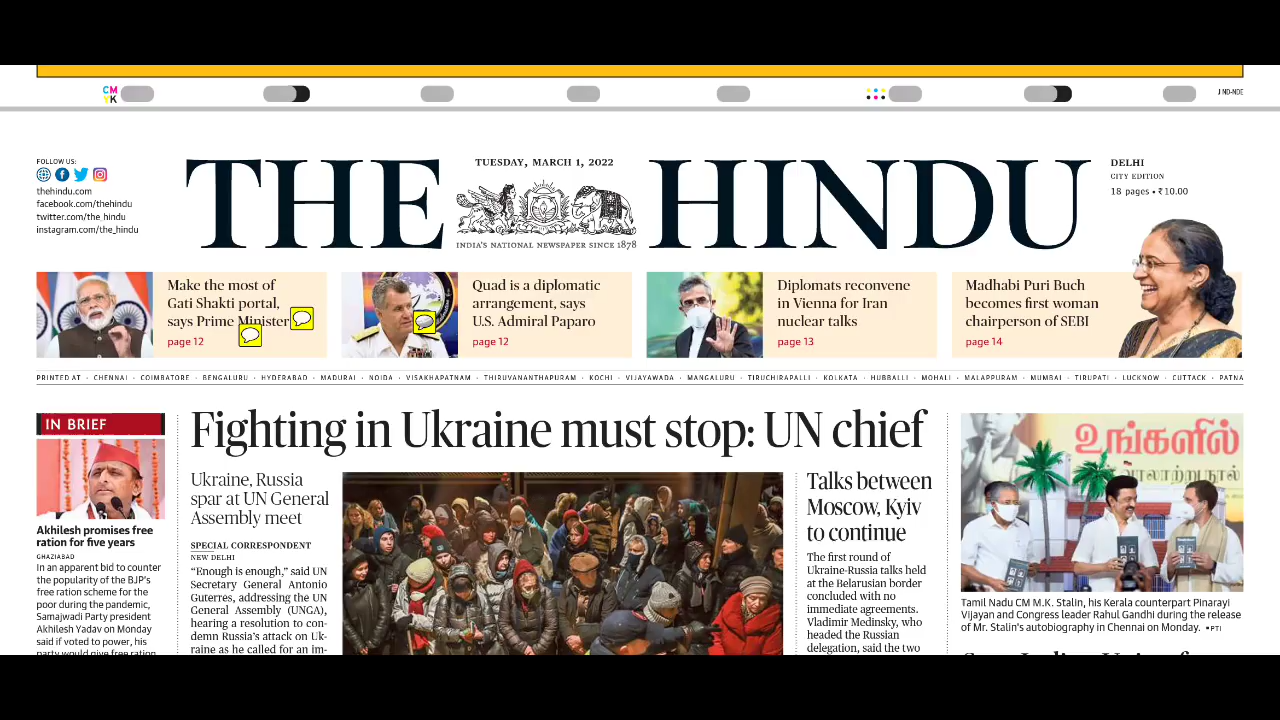 CM
YK
J ND-NDE
FOLLOW US:
thehindu.com
facebook.com/thehindu
twitter.com/the_hindu
instagram.com/the_hindu
THE HINDU
TUESDAY, MARCH 1, 2022
INDIA'S NATIONAL NEWSPAPER SINCE 1878
DELHI
CITY EDITION
18 pages • ₹10.00
Make the most of
Gati Shakti portal,
says Prime Minister
page 12
Quad is a diplomatic
arrangement, says
U.S. Admiral Paparo
page 12
Diplomats reconvene
in Vienna for Iran
nuclear talks
page 13
Madhabi Puri Buch
becomes first woman
chairperson of SEBI
page 14
PRINTED AT · CHENNAI · COIMBATORE · BENGALURU · HYDERABAD · MADURAI · NOIDA · VISAKHAPATNAM · THIRUVANANTHAPURAM · KOCHI · VIJAYAWADA · MANGALURU · TIRUCHIRAPALLI · KOLKATA · HUBBALLI · MOHALI · MALAPPURAM · MUMBAI · TIRUPATI · LUCKNOW · CUTTACK · PATNA
IN BRIEF
Akhilesh promises free
ration for five years
GHAZIABAD
In an apparent bid to counter
the popularity of the BJP's
free ration scheme for the
poor during the pandemic,
Samajwadi Party president
Akhilesh Yadav on Monday
said if voted to power, his
party would give free ration
Fighting in Ukraine must stop: UN chief
Ukraine, Russia
spar at UN General
Assembly meet
SPECIAL CORRESPONDENT
NEW DELHI
“Enough is enough,” said UN
Secretary General Antonio
Guterres, addressing the UN
General Assembly (UNGA),
hearing a resolution to con-
demn Russia's attack on Uk-
raine as he called for an im-
Talks between
Moscow, Kyiv
to continue
The first round of
Ukraine-Russia talks held
at the Belarusian border
concluded with no
immediate agreements.
Vladimir Medinsky, who
headed the Russian
delegation, said the two
உங்களில்
Tamil Nadu CM M.K. Stalin, his Kerala counterpart Pinarayi
Vijayan and Congress leader Rahul Gandhi during the release
of Mr. Stalin's autobiography in Chennai on Monday. ▪PTI